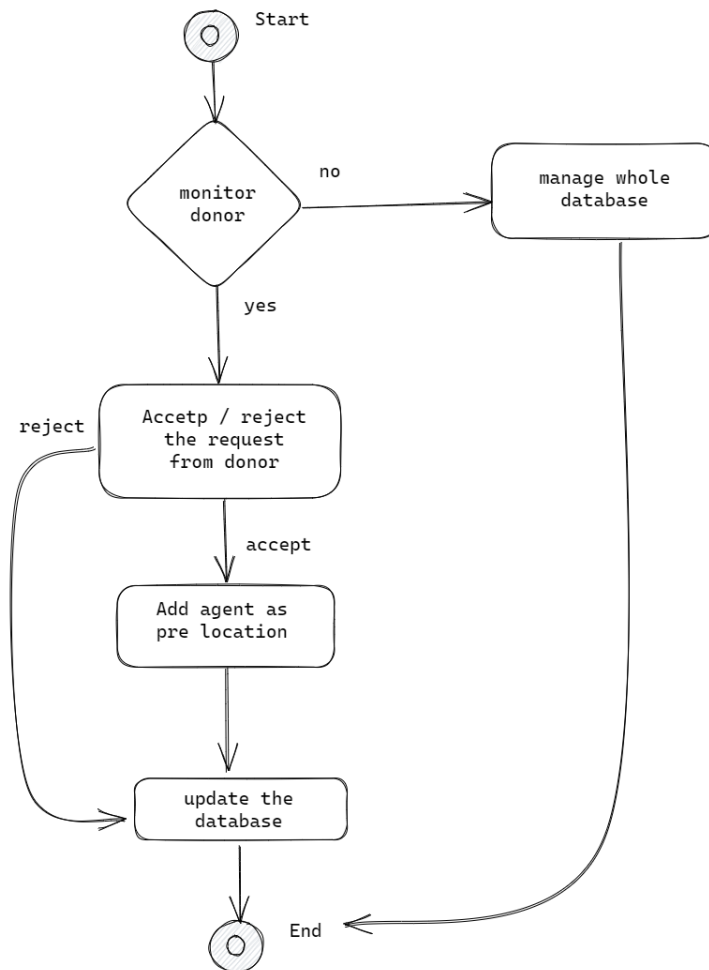 Start
monitor
donor
no
manage whole
database
yes
Accetp / reject
the request
from donor
reject
accept
Add agent as
pre location
update the
database
End